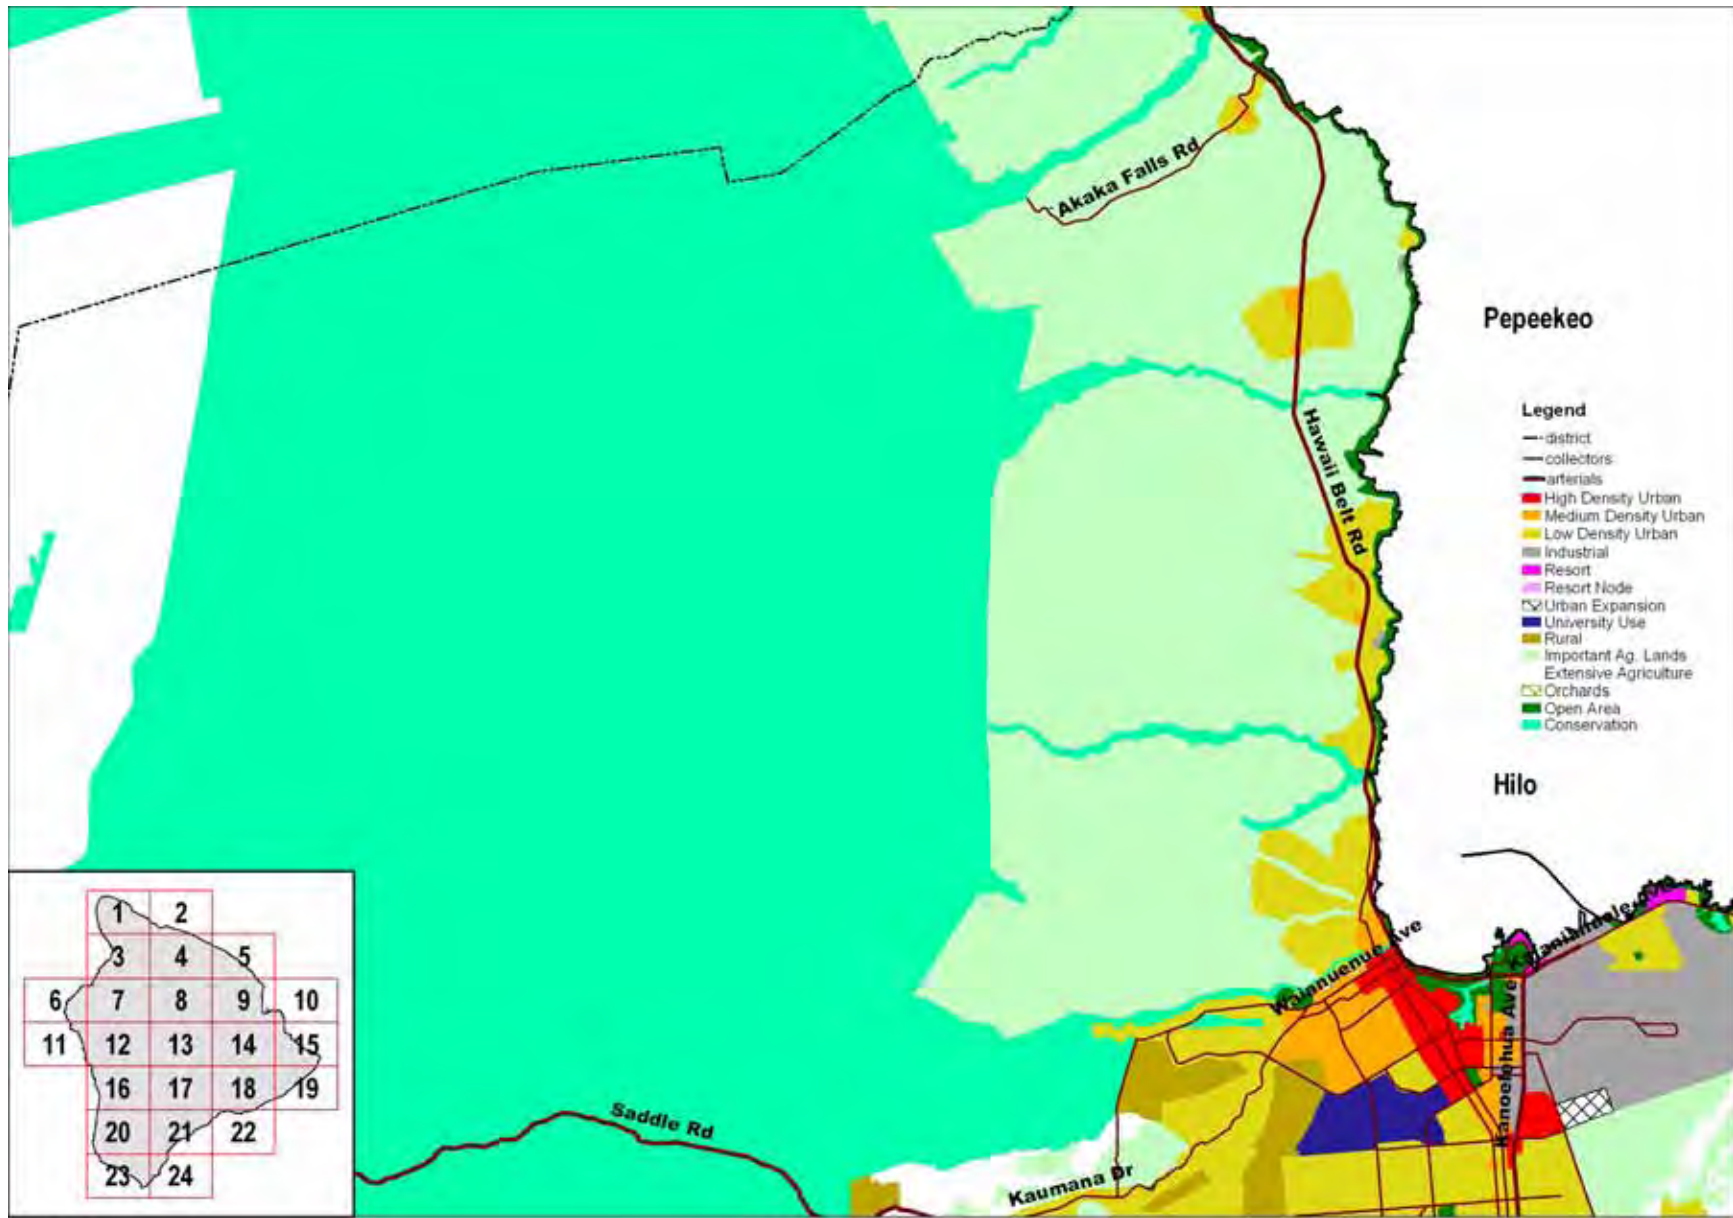 Akaka Falls Rd
Pepeekeo
Legend
district
collectors
arterials
High Density Urban
Medium Density Urban
Low Density Urban
Industrial
Resort
Resort Node
Urban Expansion
University Use
Rural
Important Ag. Lands
Extensive Agriculture
Orchards
Open Area
Conservation
Hawaii Belt Rd
Hilo
Waianuenue Ave
Kalanianaole Ave
Kanoelehua Ave
Saddle Rd
Kaumana Dr
1 2
3 4 5
6 7 8 9 10
11 12 13 14 15
16 17 18 19
20 21 22
23 24